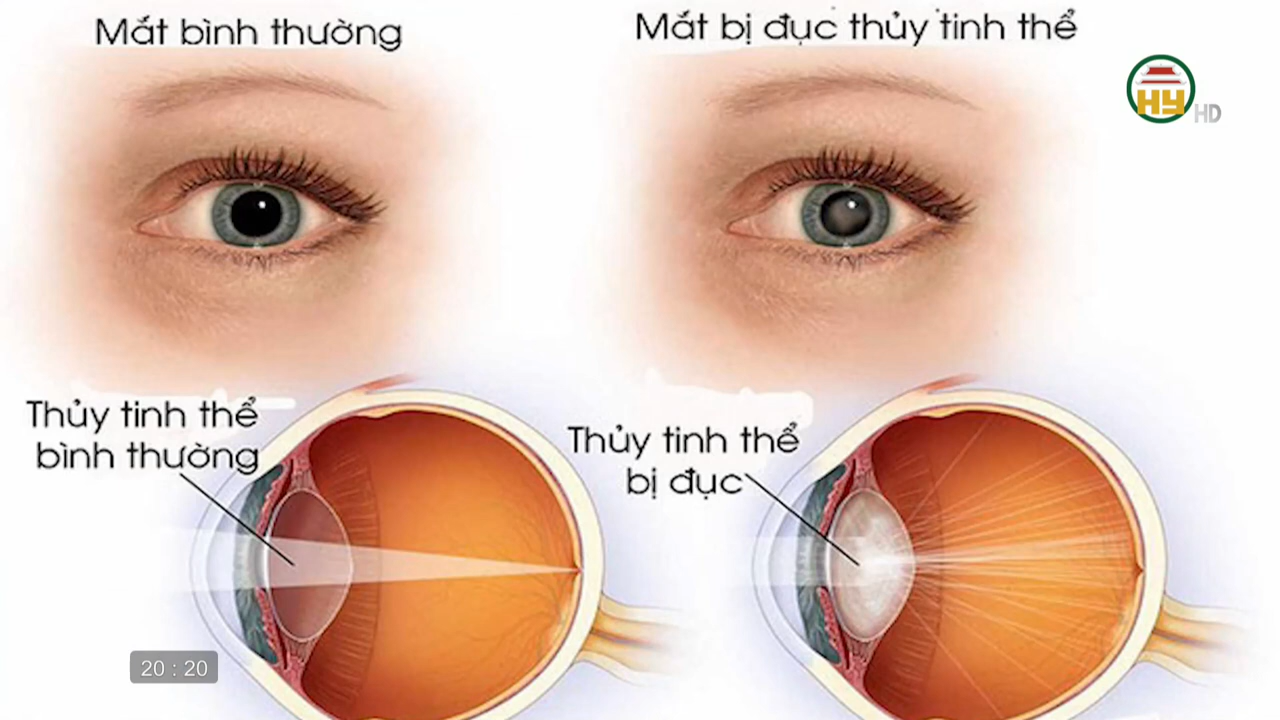 Mắt bình thường
Mắt bị đục thủy tinh thể
HY HD
Thủy tinh thể
bình thường
Thủy tinh thể
bị đục
20 : 20